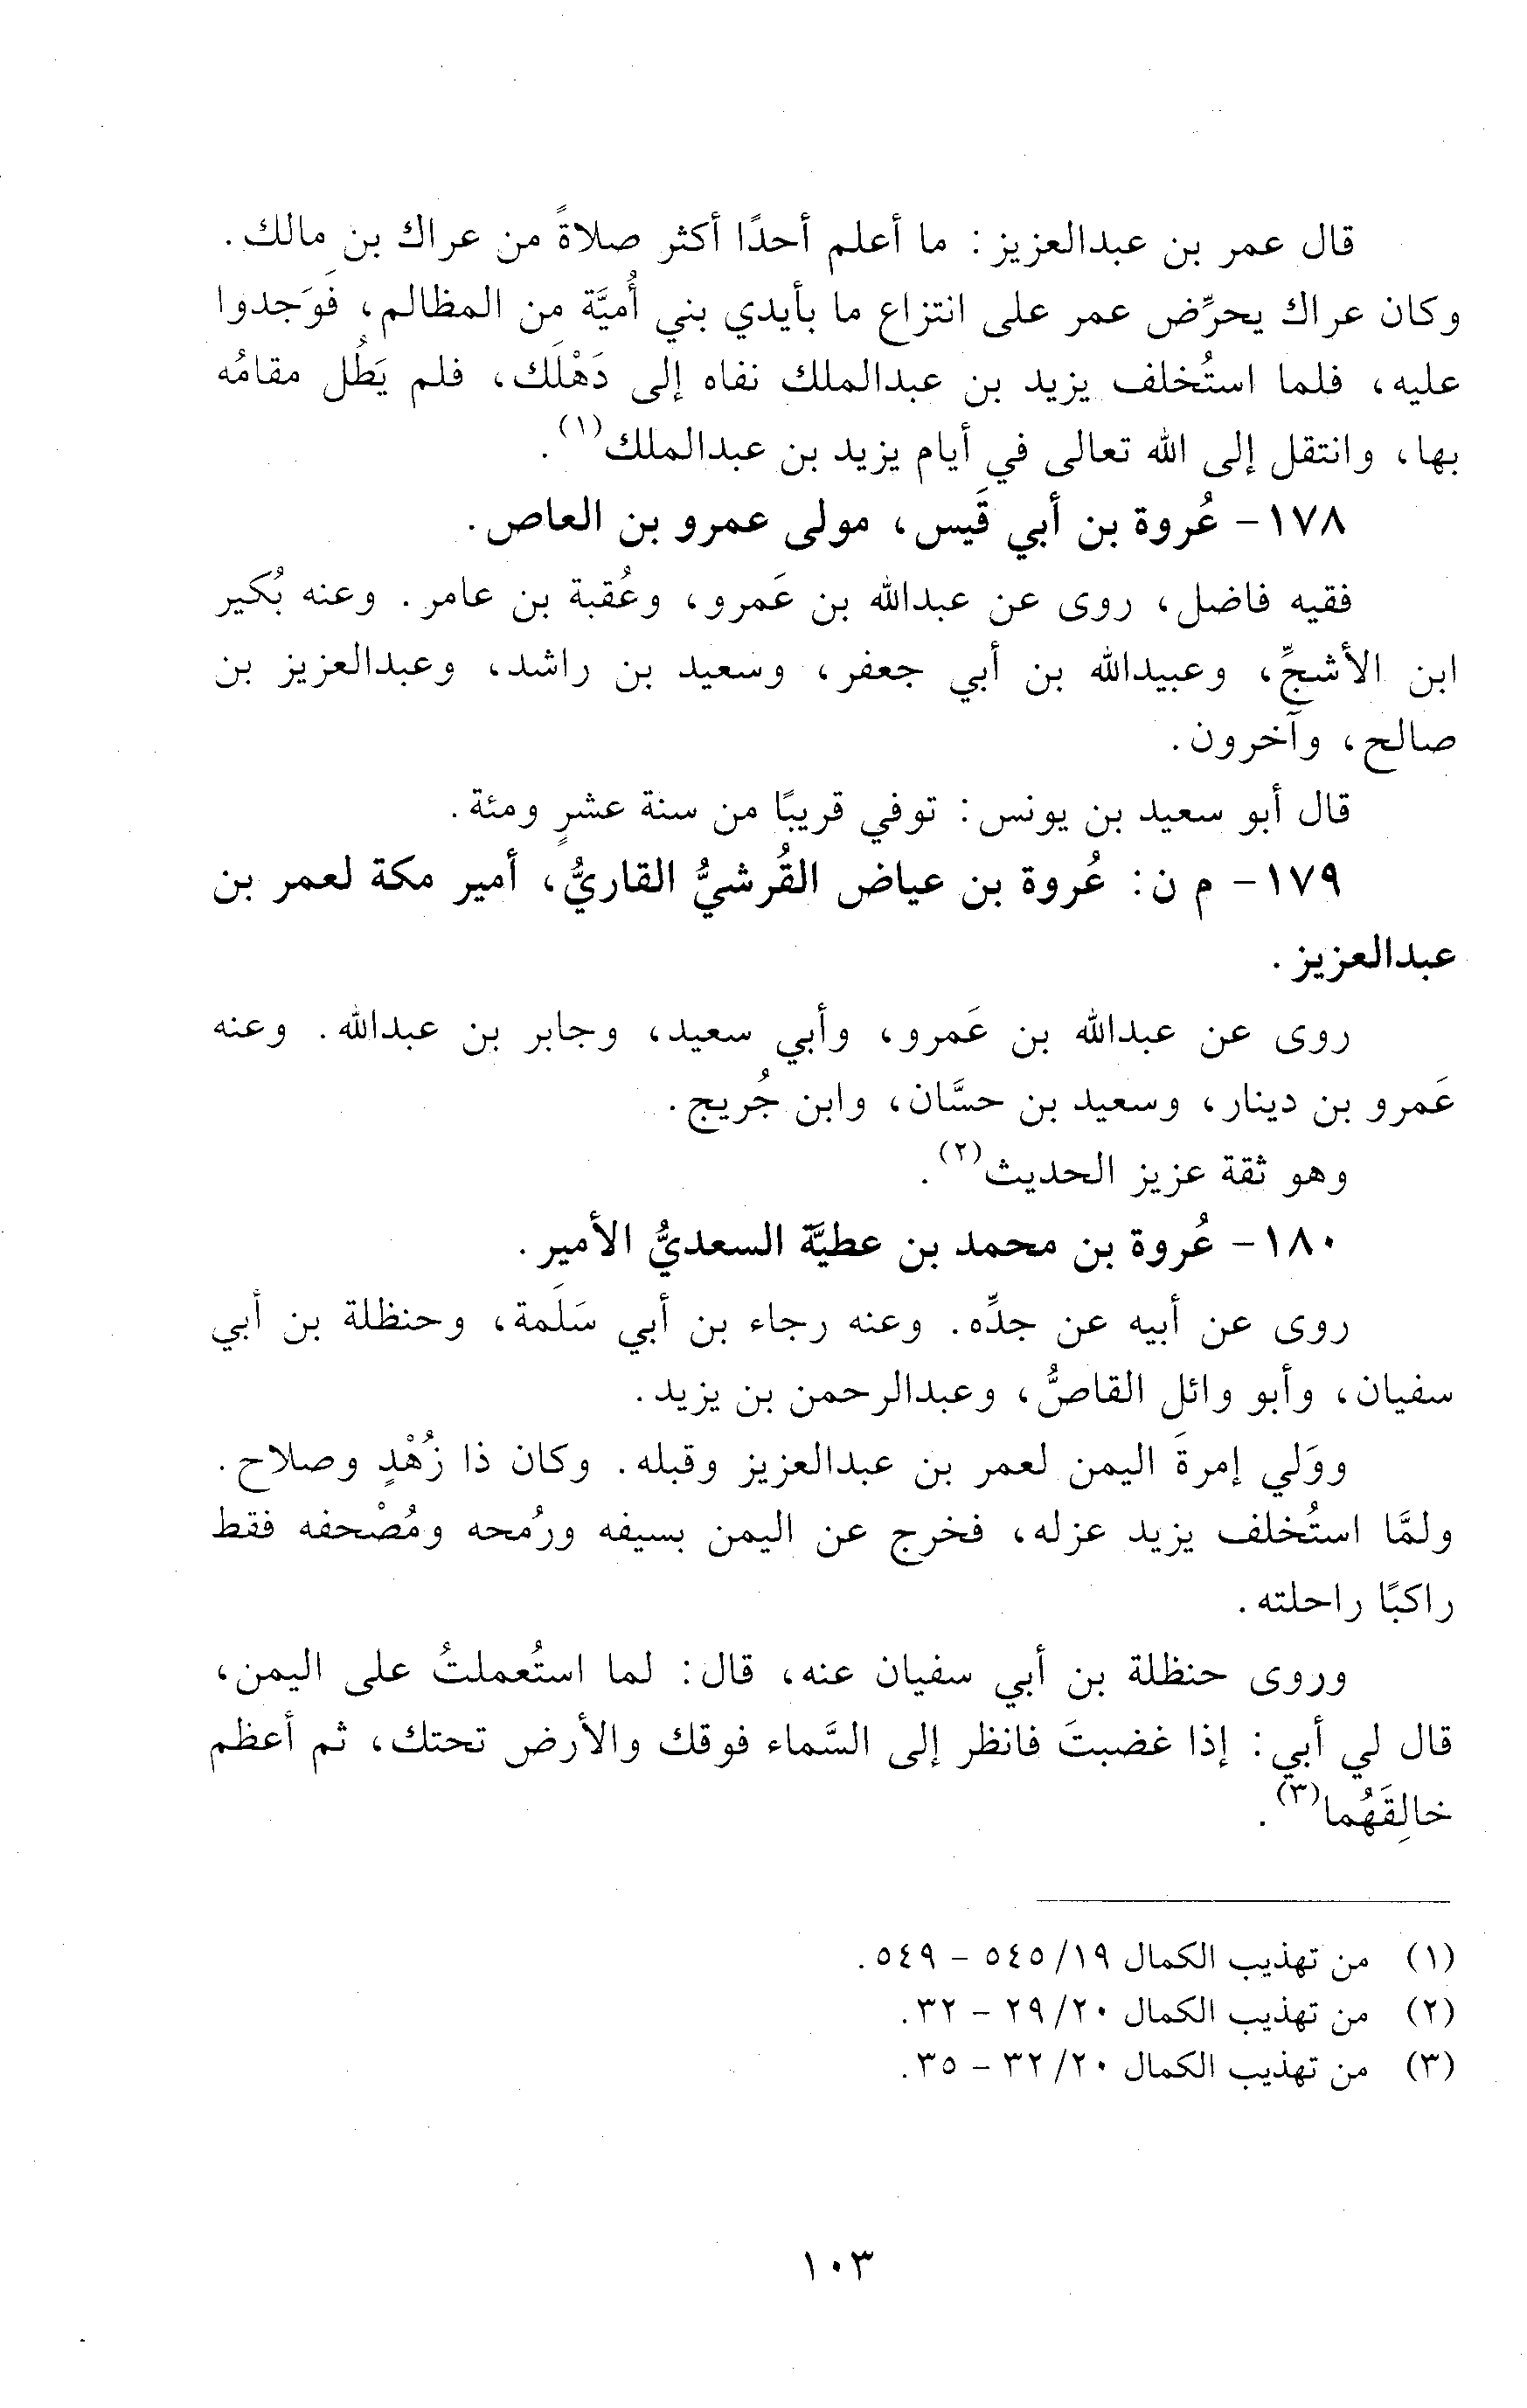 قال عمر بن عبدالعزيز: ما أعلم أحدًا أكثر صلاةً من عراك بن مالك.
وكان عراك يحرِّض عمر على انتزاع ما بأيدي بني أُميَّة من المظالم، فَوَجدوا
عليه، فلما استُخلف يزيد بن عبدالملك نفاه إلى دَهْلَك، فلم يَطُل مقامُه
بها، وانتقل إلى الله تعالى في أيام يزيد بن عبدالملك(١).
١٧٨- عُروة بن أبي قَيس، مولى عمرو بن العاص.
فقيه فاضل، روى عن عبدالله بن عَمرو، وعُقبة بن عامر. وعنه بُكير
ابن الأشجِّ، وعبيدالله بن أبي جعفر، وسعيد بن راشد، وعبدالعزيز بن
صالح، وآخرون.
قال أبو سعيد بن يونس: توفي قريبًا من سنة عشرٍ ومئة.
١٧٩- م ن: عُروة بن عياض القُرشيُّ القاريُّ، أمير مكة لعمر بن
عبدالعزيز.
روى عن عبدالله بن عَمرو، وأبي سعيد، وجابر بن عبدالله. وعنه
عَمرو بن دينار، وسعيد بن حسَّان، وابن جُريج.
وهو ثقة عزيز الحديث(٢).
١٨٠- عُروة بن محمد بن عطيَّة السعديُّ الأمير.
روى عن أبيه عن جدِّه. وعنه رجاء بن أبي سَلَمة، وحنظلة بن أبي
سفيان، وأبو وائل القاصُّ، وعبدالرحمن بن يزيد.
ووَلي إمرةَ اليمن لعمر بن عبدالعزيز وقبله. وكان ذا زُهْدٍ وصلاح.
ولمَّا استُخلف يزيد عزله، فخرج عن اليمن بسيفه ورُمحه ومُصْحفه فقط
راكبًا راحلته.
وروى حنظلة بن أبي سفيان عنه، قال: لما استُعملتُ على اليمن،
قال لي أبي: إذا غضبتَ فانظر إلى السَّماء فوقك والأرض تحتك، ثم أعظم
خالِقَهُما(٣).
(١) من تهذيب الكمال ١٩/ ٥٤٥ - ٥٤٩.
(٢) من تهذيب الكمال ٢٠/ ٢٩ - ٣٢.
(٣) من تهذيب الكمال ٢٠/ ٣٢ - ٣٥.
١٠٣